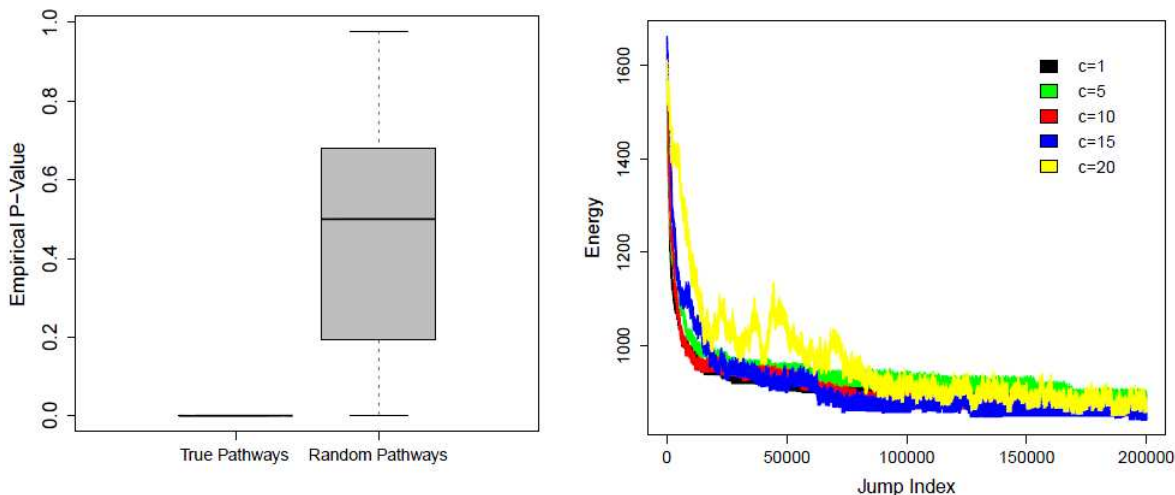 Empirical P-Value
1.0
0.8
0.6
0.4
0.2
0.0
True Pathways Random Pathways
Energy
1600
1400
1200
1000
c=1
c=5
c=10
c=15
c=20
0 50000 100000 150000 200000
Jump Index